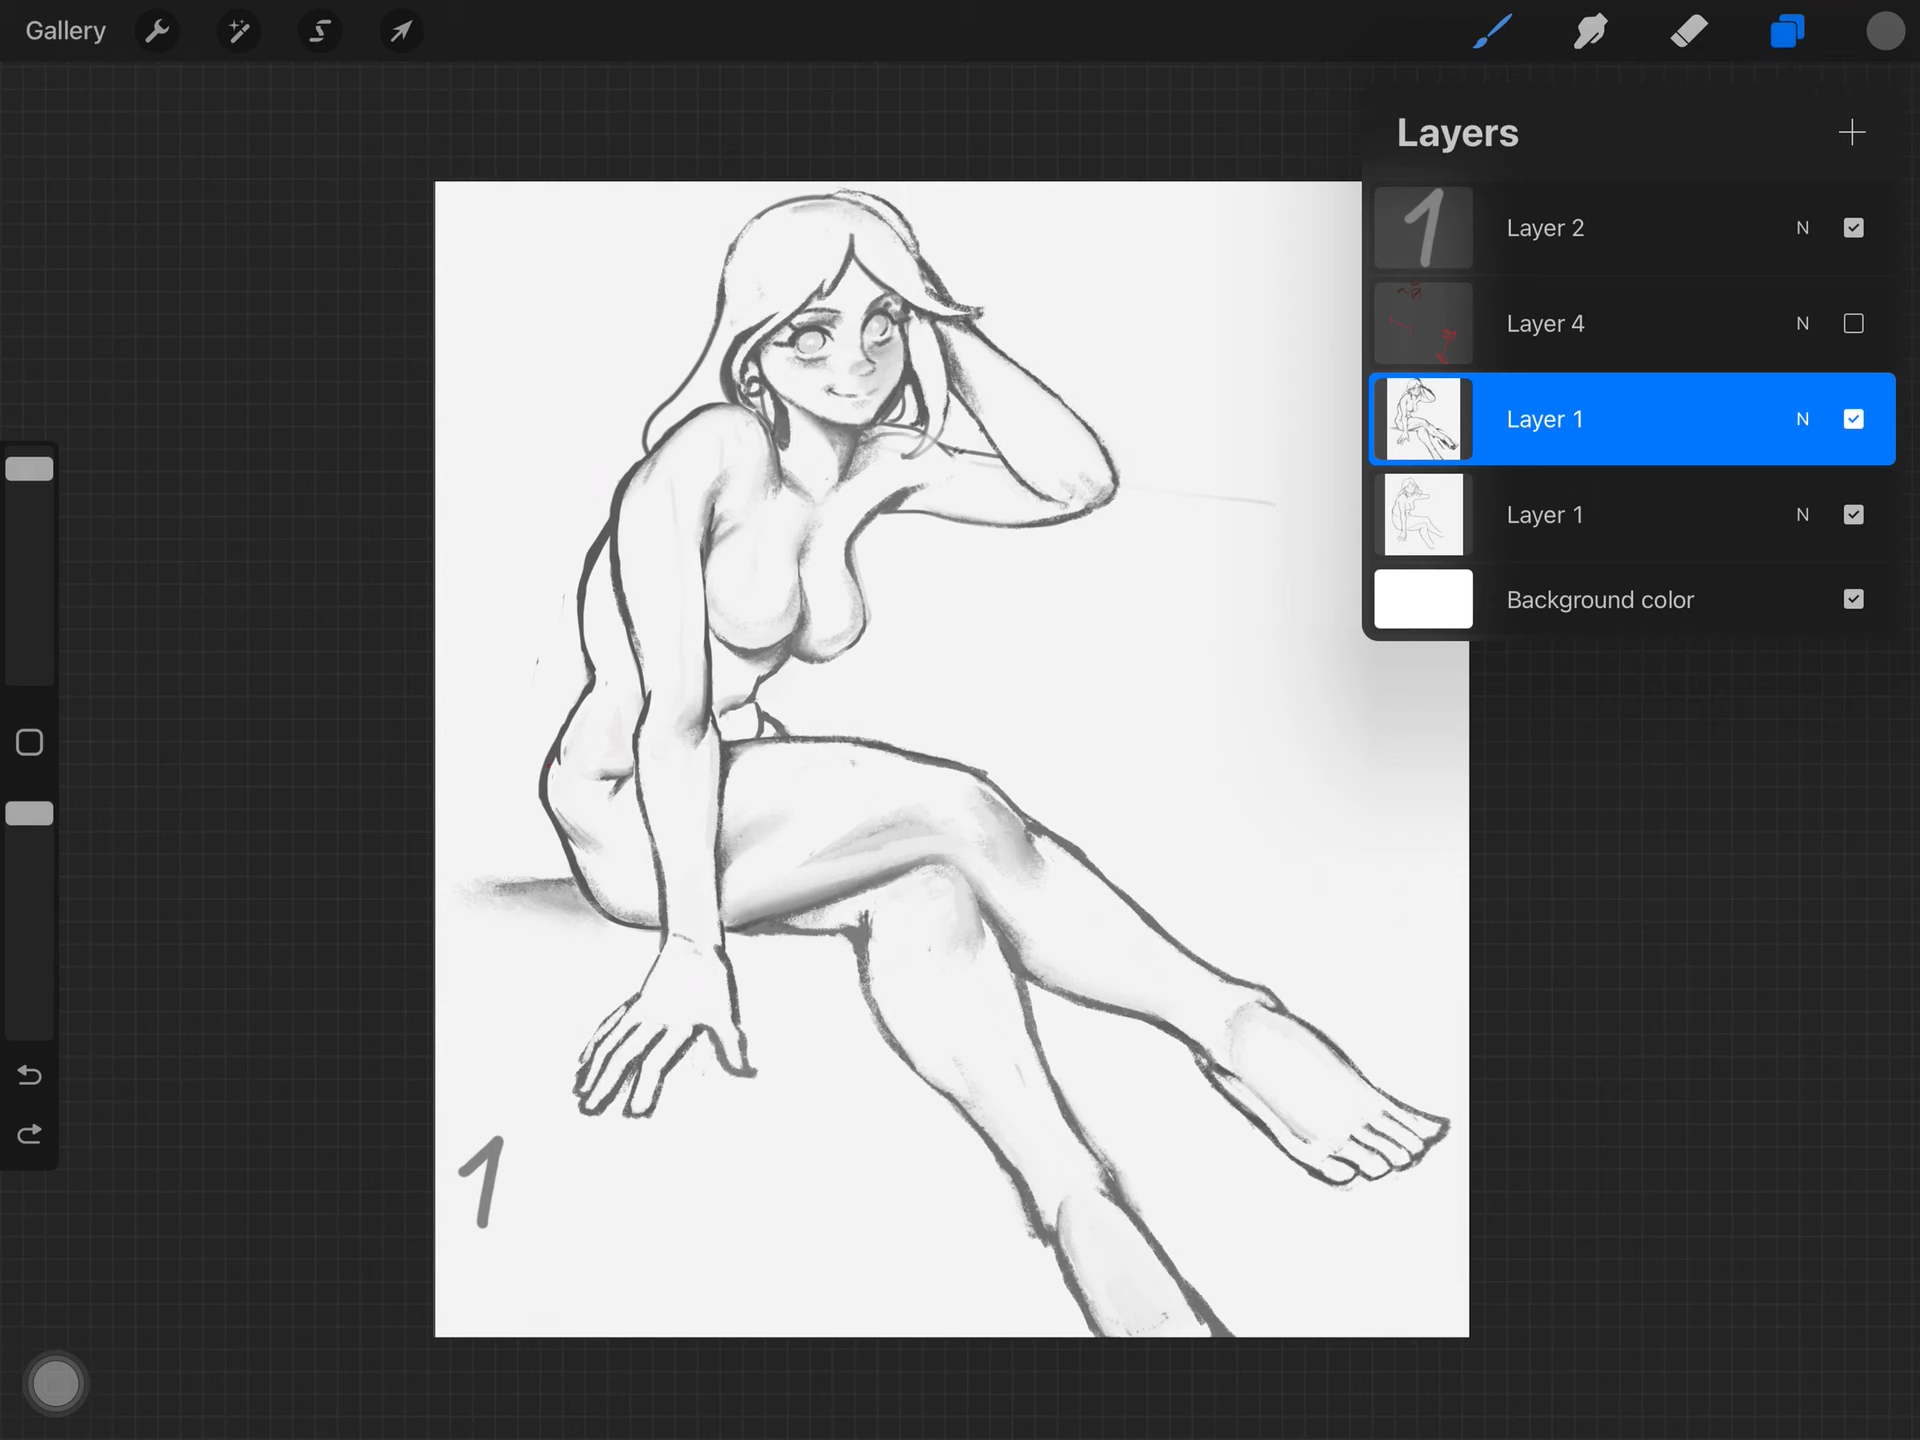 Gallery
Layers
Layer 2 N
Layer 4 N
Layer 1 N
Layer 1 N
Background color
1